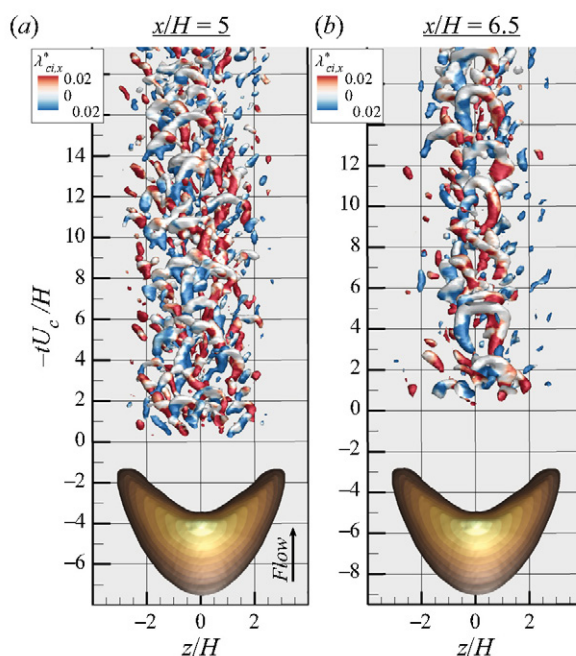 (a) x/H = 5
(b) x/H = 6.5
λ*ci,x
0.02
0
0.02
λ*ci,x
0.02
0
0.02
–tUc/H
14
12
10
8
6
4
2
0
–2
–4
–6
Flow
–2 0 2
z/H
12
10
8
6
4
2
0
–2
–4
–6
–8
–2 0 2
z/H